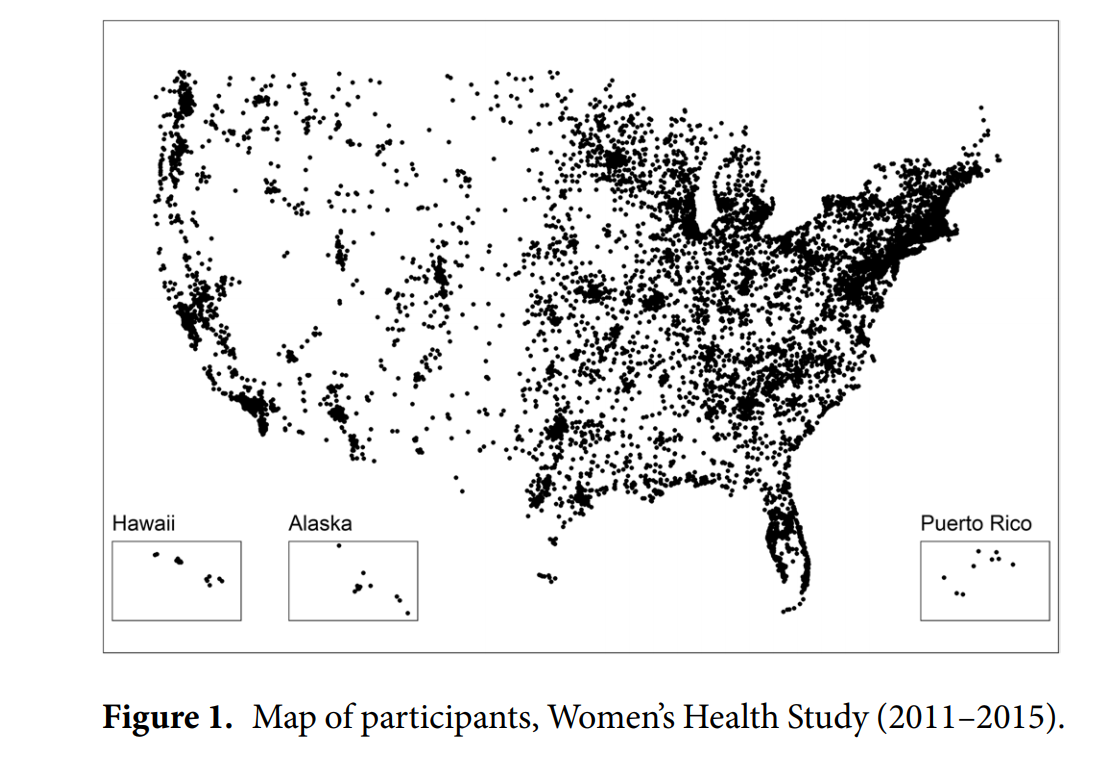 Hawaii
Alaska
Puerto Rico
Figure 1. Map of participants, Women’s Health Study (2011–2015).